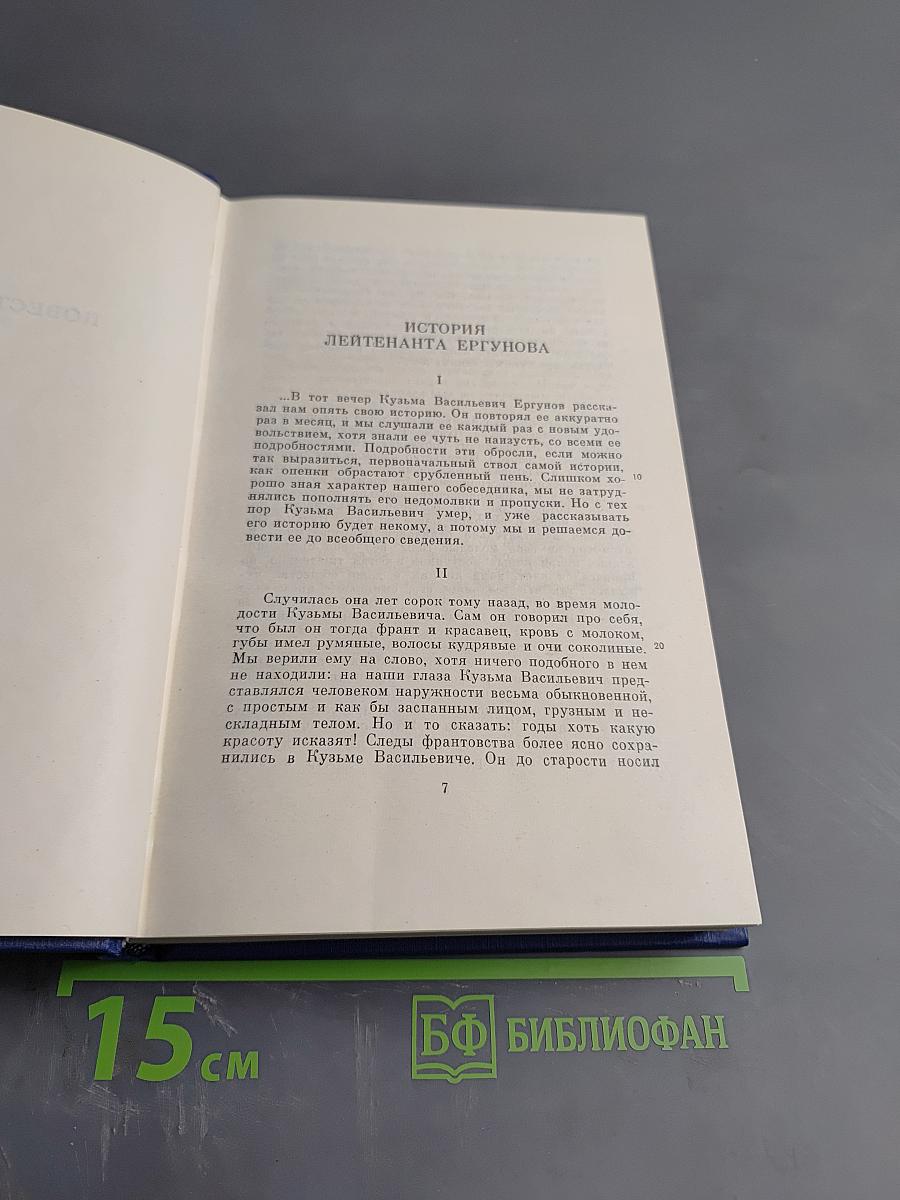 ИСТОРИЯ
ЛЕЙТЕНАНТА ЕРГУНОВА
I
...В тот вечер Кузьма Васильевич Ергунов расска-
зал нам опять свою историю. Он повторял ее аккуратно
раз в месяц, и мы слушали ее каждый раз с новым удо-
вольствием, хотя знали ее чуть не наизусть, со всеми ее
подробностями. Подробности эти обросли, если можно
так выразиться, первопачальный ствол самой истории,
как опенки обрастают срубленный пень. Слишком хо- 10
рошо зная характер нашего собеседника, мы не затруд-
нялись пополнять его недомолвки и пропуски. Но с тех
пор Кузьма Васильевич умер, и уже рассказывать
его историю будет некому, а потому мы и решаемся до-
вести ее до всеобщего сведения.
II
Случилась она лет сорок тому назад, во время моло-
дости Кузьмы Васильевича. Сам он говорил про себя,
что был он тогда франт и красавец, кровь с молоком,
губы имел румяные, волосы кудрявые и очи соколиные. 20
Мы верили ему на слово, хотя ничего подобного в нем
не находили: на наши глаза Кузьма Васильевич пред-
ставлялся человеком наружности весьма обыкновенной,
с простым и как бы заспанным лицом, грузным и не-
складным телом. Но и то сказать: годы хоть какую
красоту исказят! Следы франтовства более ясно сохра-
нились в Кузьме Васильевиче. Он до старости носил
7
15 см
БФ БИБЛИОФАН